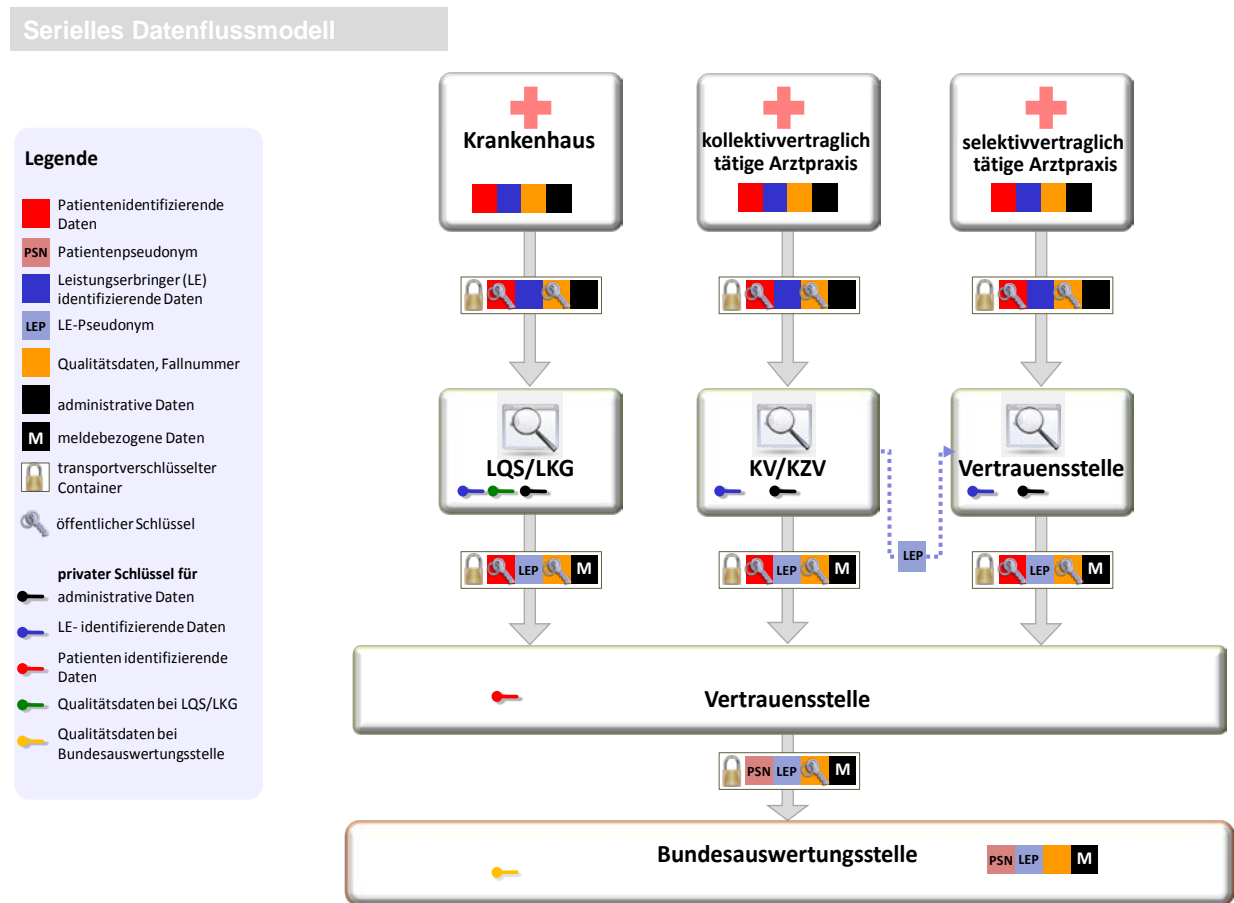 Serielles Datenflussmodell
Krankenhaus
kollektivvertraglich
tätige Arztpraxis
selektivvertraglich
tätige Arztpraxis
Legende
Patientenidentifizierende
Daten
PSN Patientenpseudonym
Leistungserbringer (LE)
identifizierende Daten
LEP LE-Pseudonym
Qualitätsdaten, Fallnummer
administrative Daten
M meldebezogene Daten
transportverschlüsselter
Container
öffentlicher Schlüssel
privater Schlüssel für
administrative Daten
LE- identifizierende Daten
Patienten identifizierende
Daten
Qualitätsdaten bei LQS/LKG
Qualitätsdaten bei
Bundesauswertungsstelle
LQS/LKG
KV/KZV
Vertrauensstelle
LEP
LEP M
LEP M
LEP M
Vertrauensstelle
PSN LEP M
Bundesauswertungsstelle
PSN LEP M